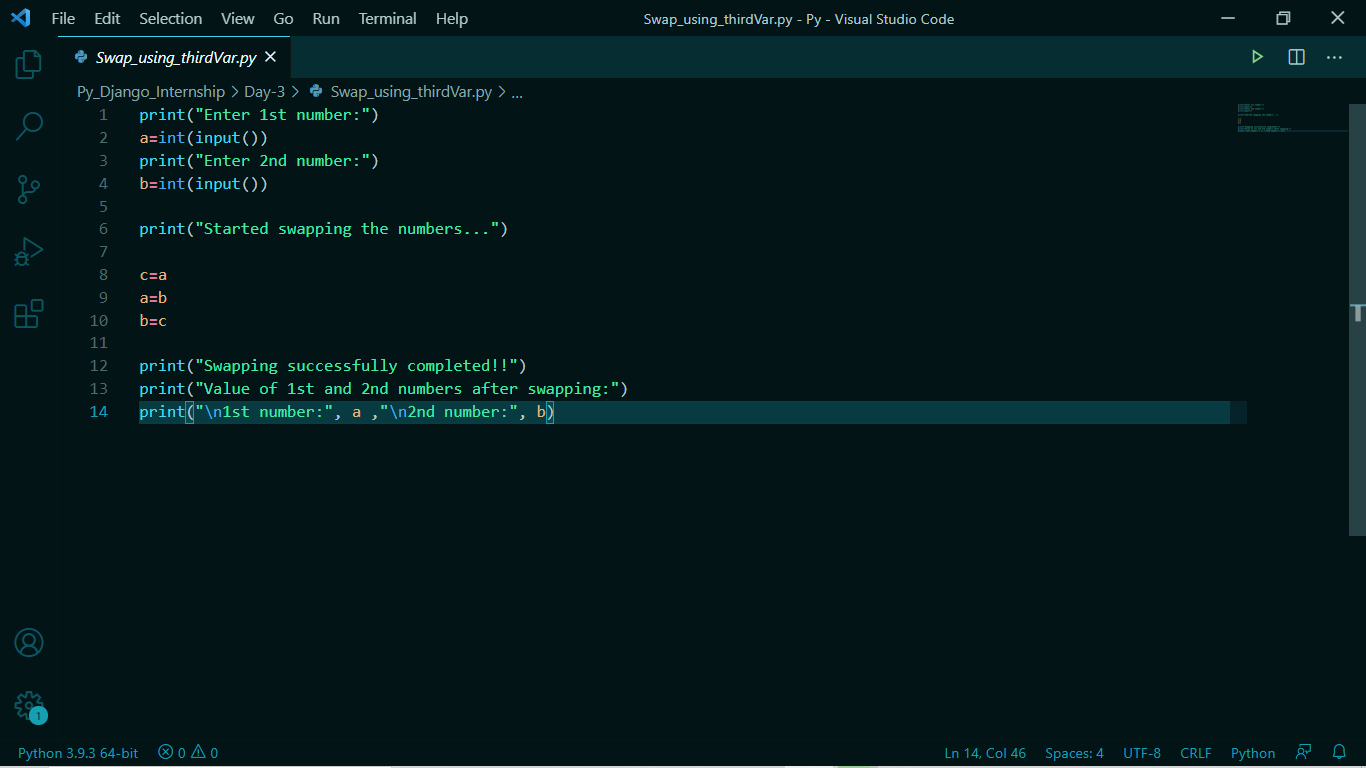 File Edit Selection View Go Run Terminal Help Swap_using_thirdVar.py - Py - Visual Studio Code
Swap_using_thirdVar.py
Py_Django_Internship > Day-3 > Swap_using_thirdVar.py > ...
1 print("Enter 1st number:")
2 a=int(input())
3 print("Enter 2nd number:")
4 b=int(input())
5
6 print("Started swapping the numbers...")
7
8 c=a
9 a=b
10 b=c
11
12 print("Swapping successfully completed!!")
13 print("Value of 1st and 2nd numbers after swapping:")
14 print("\n1st number:", a ,"\n2nd number:", b)
1
Python 3.9.3 64-bit 0 0 Ln 14, Col 46 Spaces: 4 UTF-8 CRLF Python